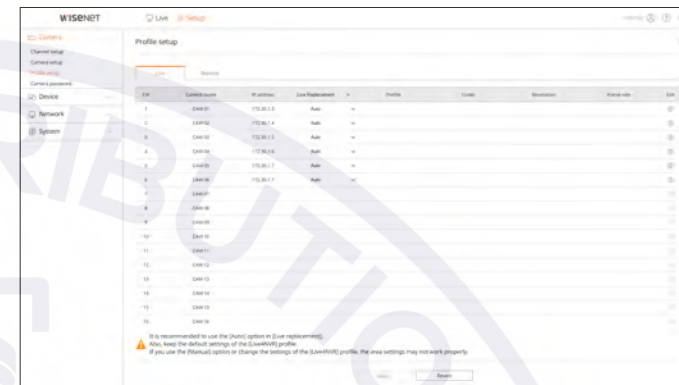 WISENET
Live
Setup
Camera
Channel setup
Camera setup
Profile setup
Camera password
Device
Network
System
Profile setup
Live
Remote
CH Camera name IP address Live Replacement Profile Codec Resolution Frame rate Edit
1 CAM 01 Auto
2 CAM 02 Auto
3 CAM 03 Auto
4 CAM 04 Auto
5 CAM 05 Auto
6 CAM 06 Auto
7 CAM 07
8 CAM 08
9 CAM 09
10 CAM 10
11 CAM 11
12 CAM 12
13 CAM 13
14 CAM 14
15 CAM 15
16 CAM 16
It is recommended to use the [Auto] option in [Live replacement].
Also, keep the default settings of the [Live4NVR] profile.
If you use the [Manual] option or change the settings of the [Live4NVR] profile, the area settings may not work properly.
Revert